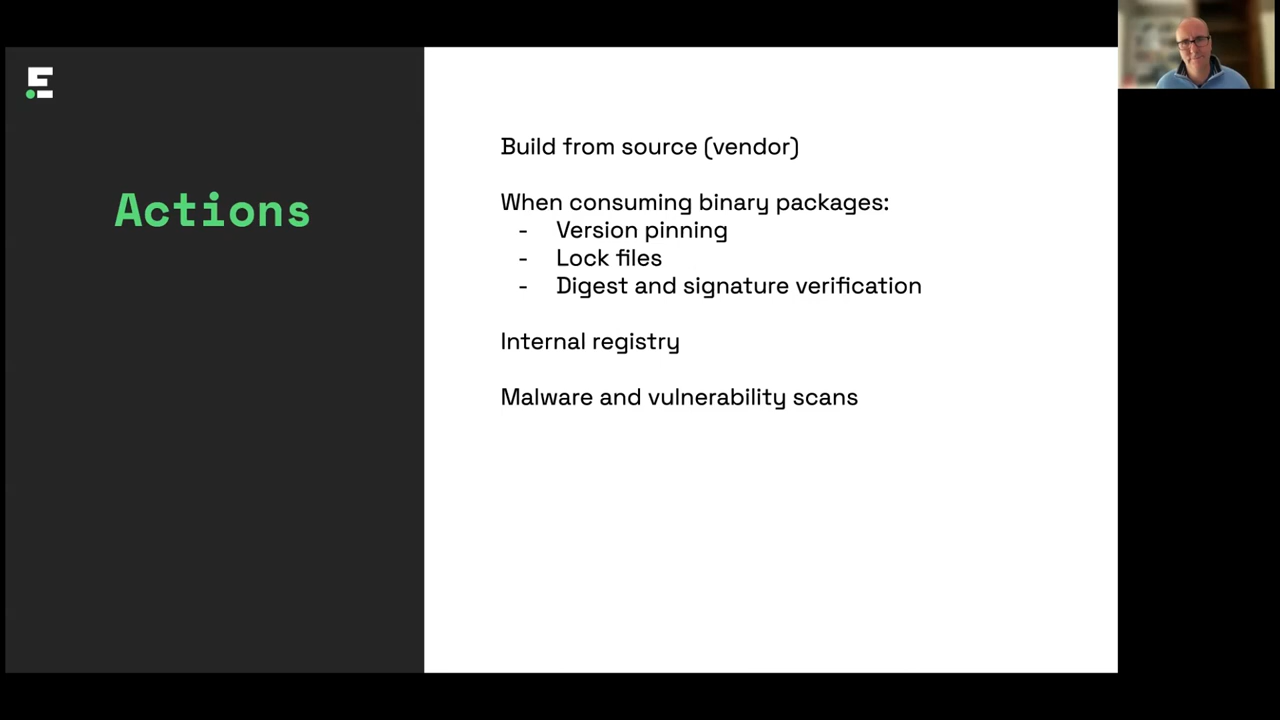 Actions
Build from source (vendor)
When consuming binary packages:
- Version pinning
- Lock files
- Digest and signature verification
Internal registry
Malware and vulnerability scans